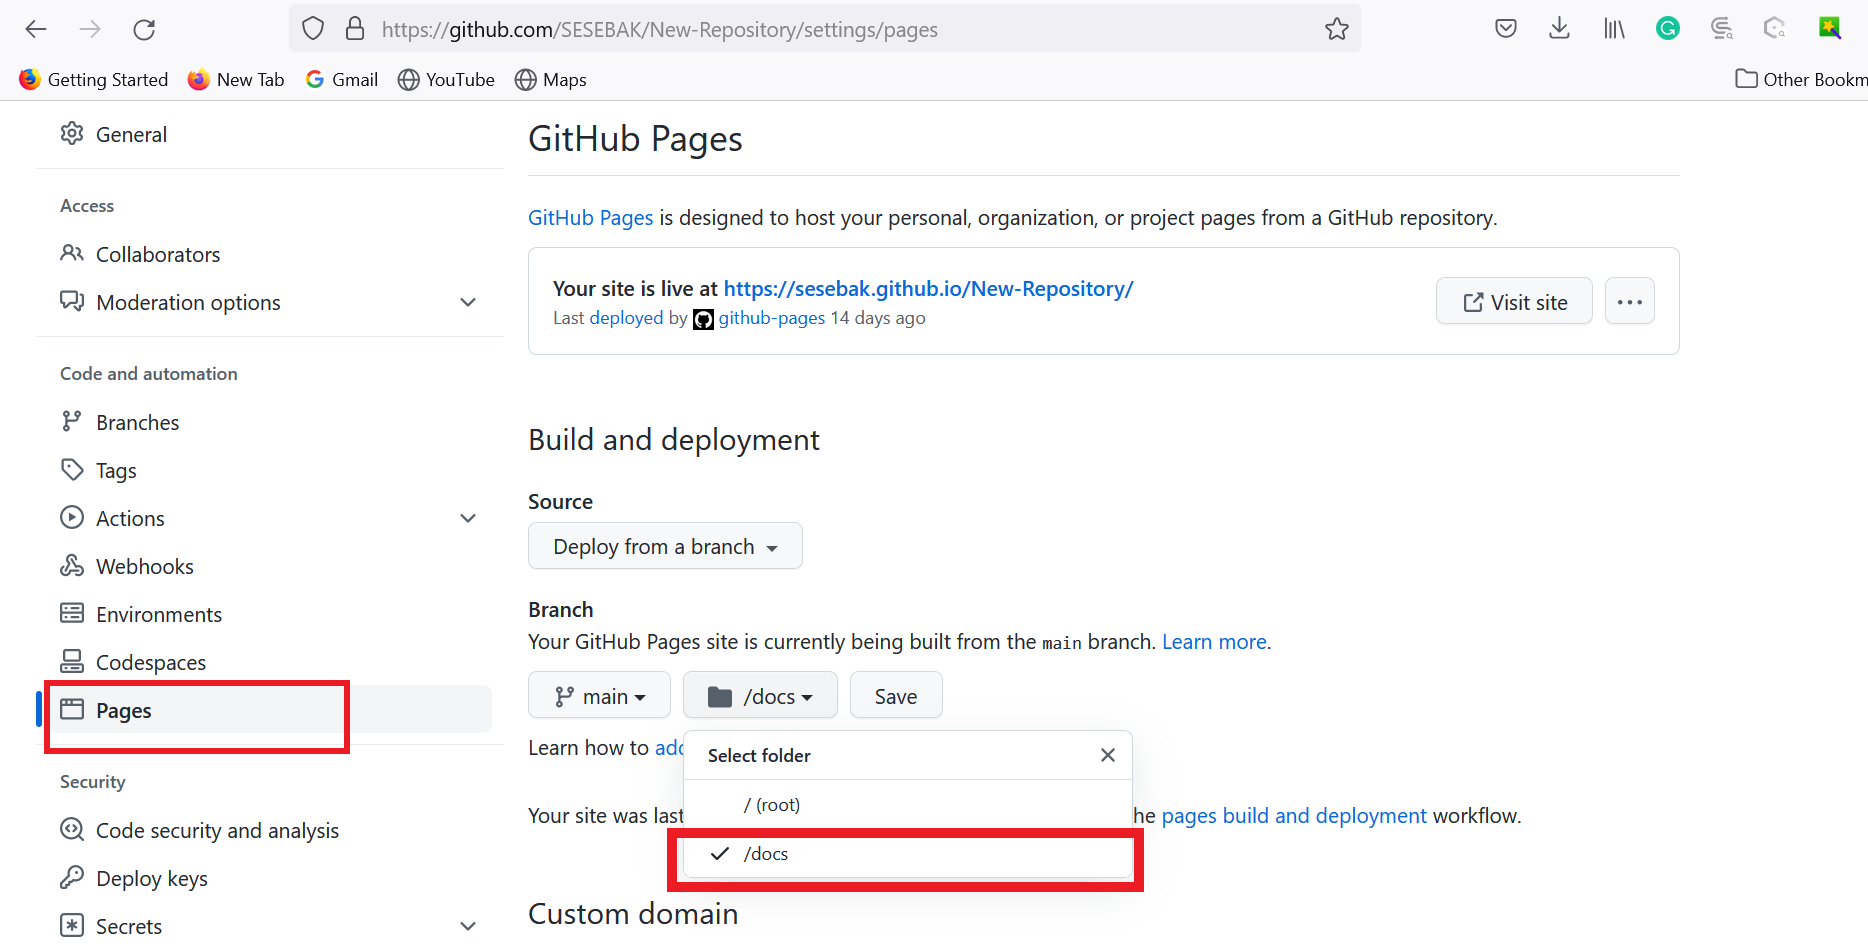 https://github.com/SESEBAK/New-Repository/settings/pages
Getting Started
New Tab
Gmail
YouTube
Maps
Other Bookm
General
Access
Collaborators
Moderation options
Code and automation
Branches
Tags
Actions
Webhooks
Environments
Codespaces
Pages
Security
Code security and analysis
Deploy keys
Secrets
GitHub Pages
GitHub Pages is designed to host your personal, organization, or project pages from a GitHub repository.
Your site is live at https://sesebak.github.io/New-Repository/
Last deployed by github-pages 14 days ago
Visit site
Build and deployment
Source
Deploy from a branch
Branch
Your GitHub Pages site is currently being built from the main branch. Learn more.
main
/docs
Save
Learn how to add
Select folder
/ (root)
Your site was last he pages build and deployment workflow.
/docs
Custom domain